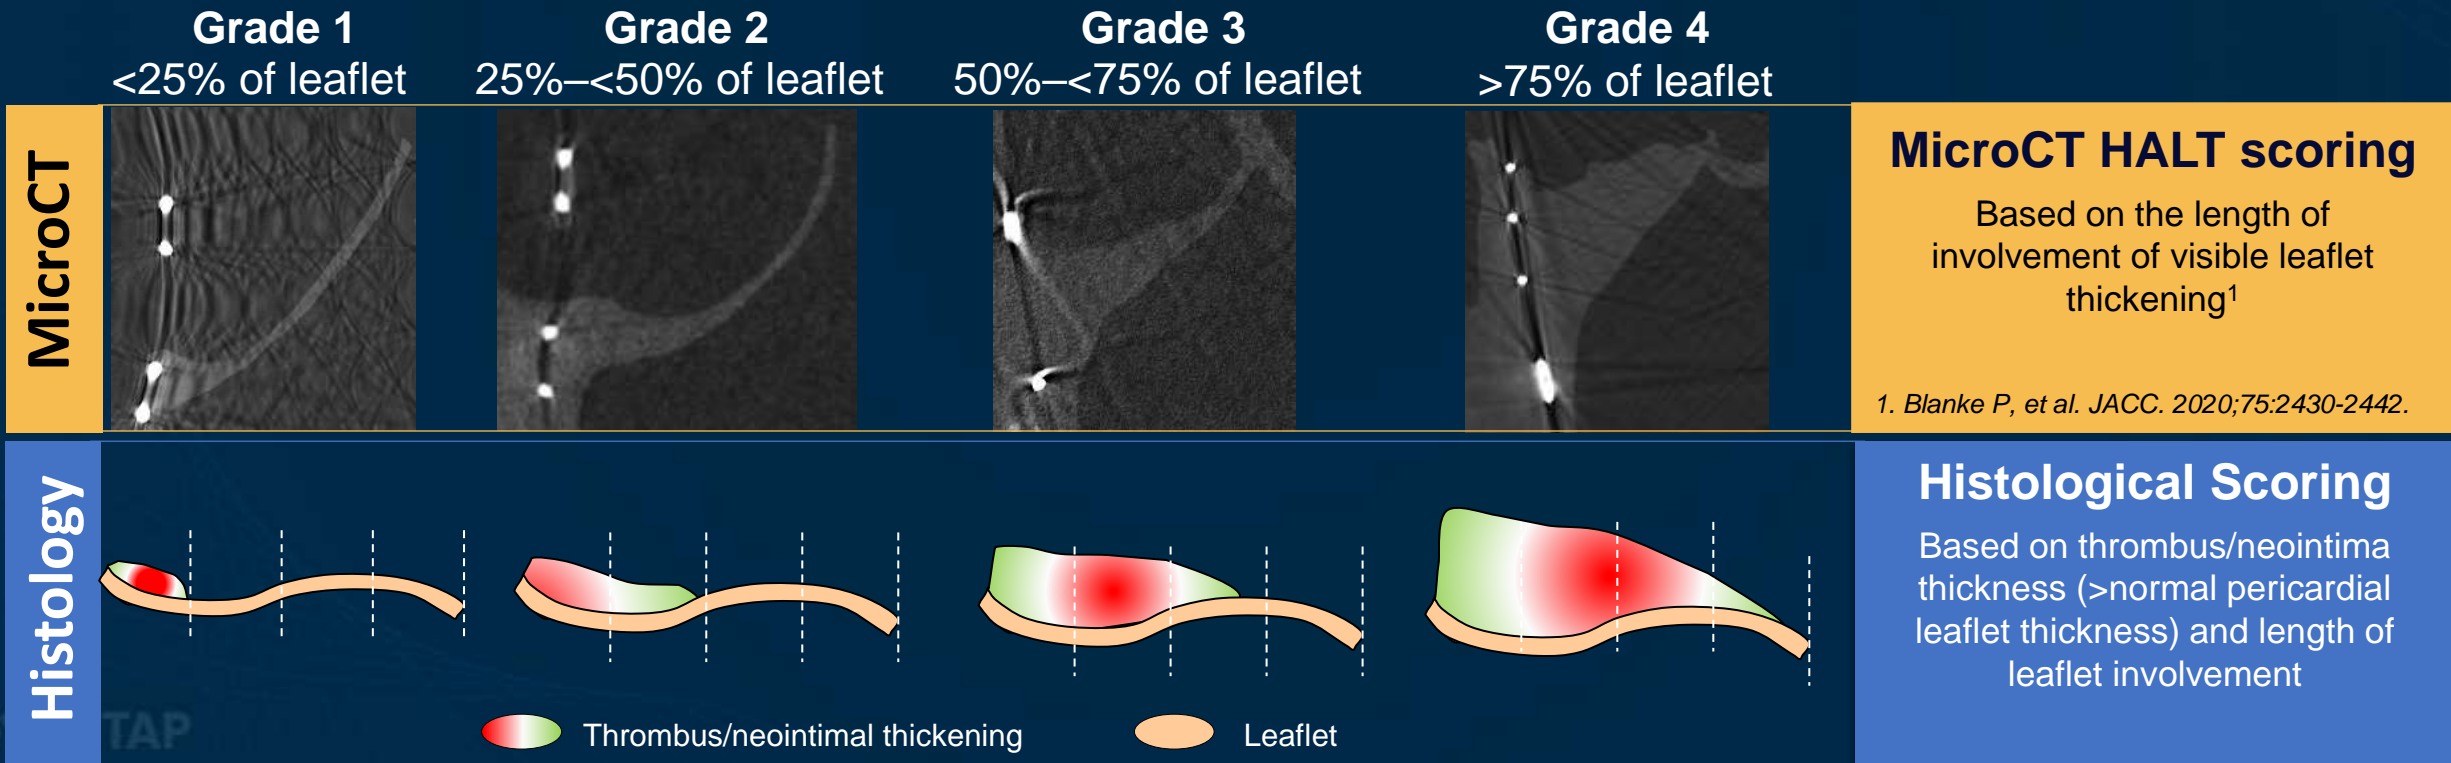 Grade 1
<25% of leaflet
Grade 2
25%–<50% of leaflet
Grade 3
50%–<75% of leaflet
Grade 4
>75% of leaflet
MicroCT
MicroCT HALT scoring
Based on the length of
involvement of visible leaflet
thickening¹
1. Blanke P, et al. JACC. 2020;75:2430-2442.
Histology
Histological Scoring
Based on thrombus/neointima
thickness (>normal pericardial
leaflet thickness) and length of
leaflet involvement
Thrombus/neointimal thickening
Leaflet
TAP